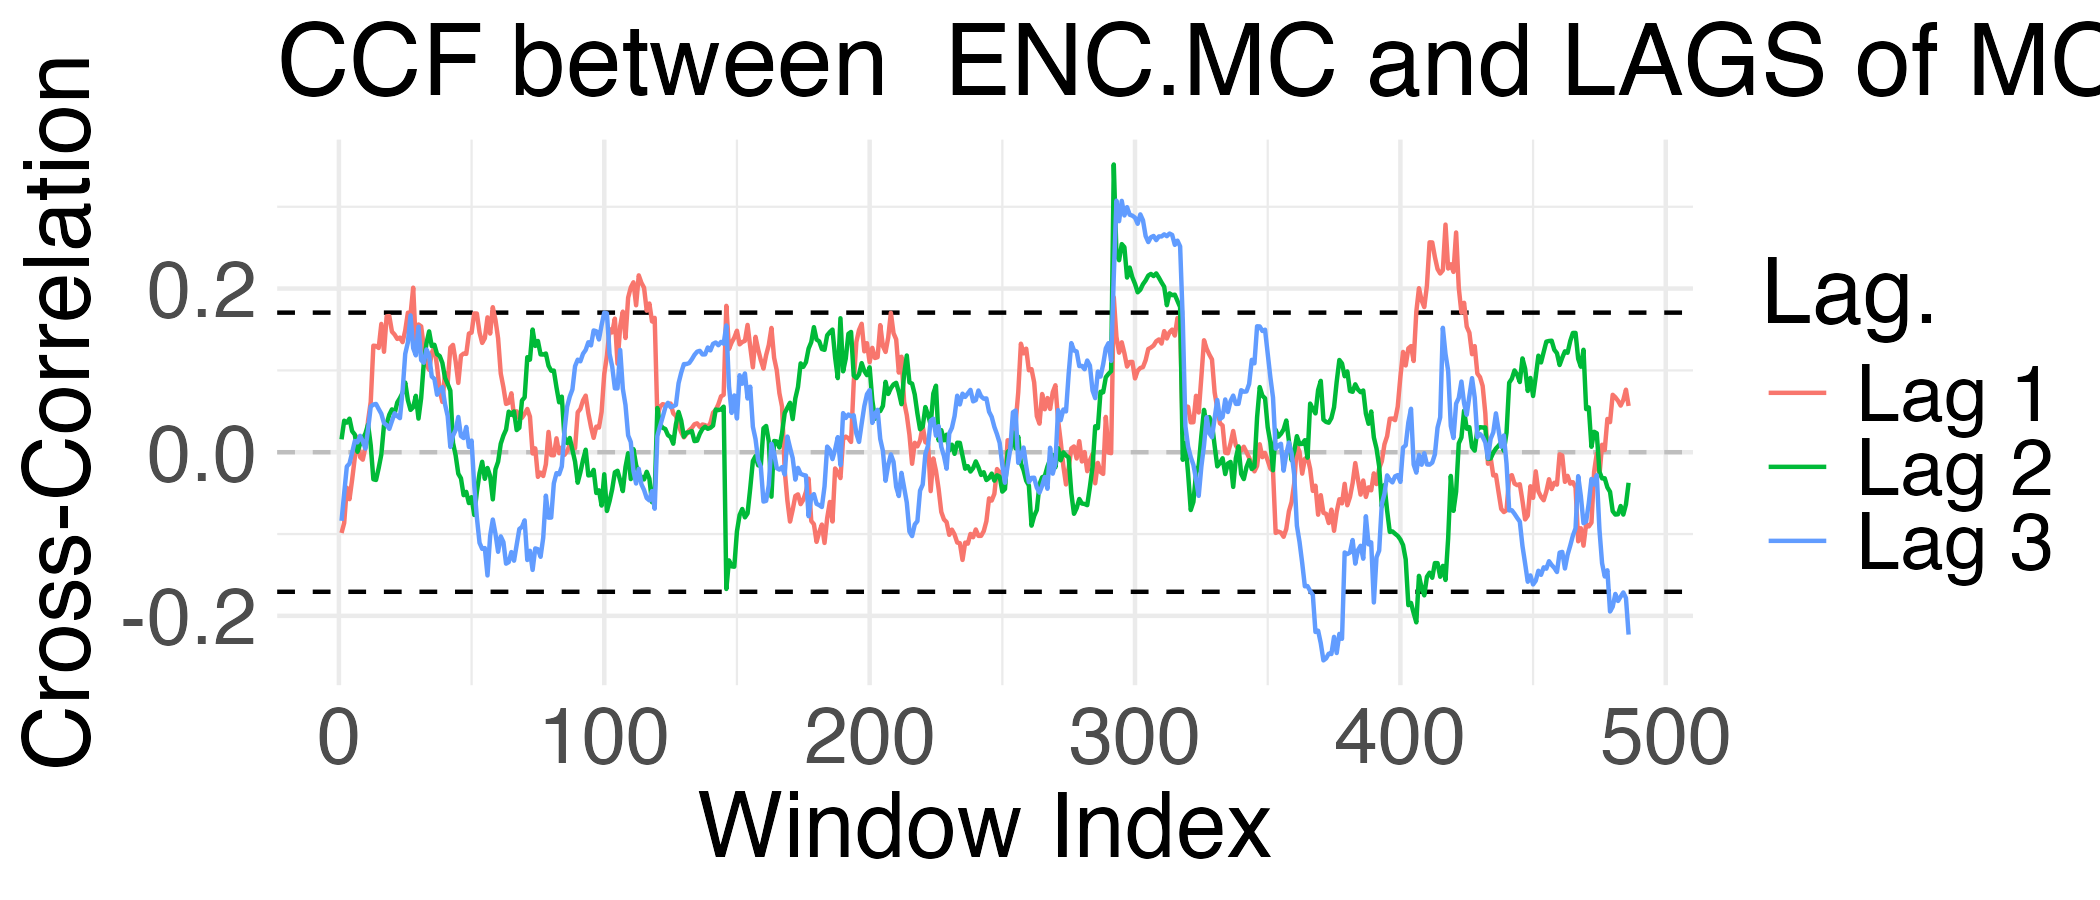 CCF between ENC.MC and LAGS of MC
Cross-Correlation
0.2
0.0
-0.2
0 100 200 300 400 500
Window Index
Lag.
Lag 1
Lag 2
Lag 3